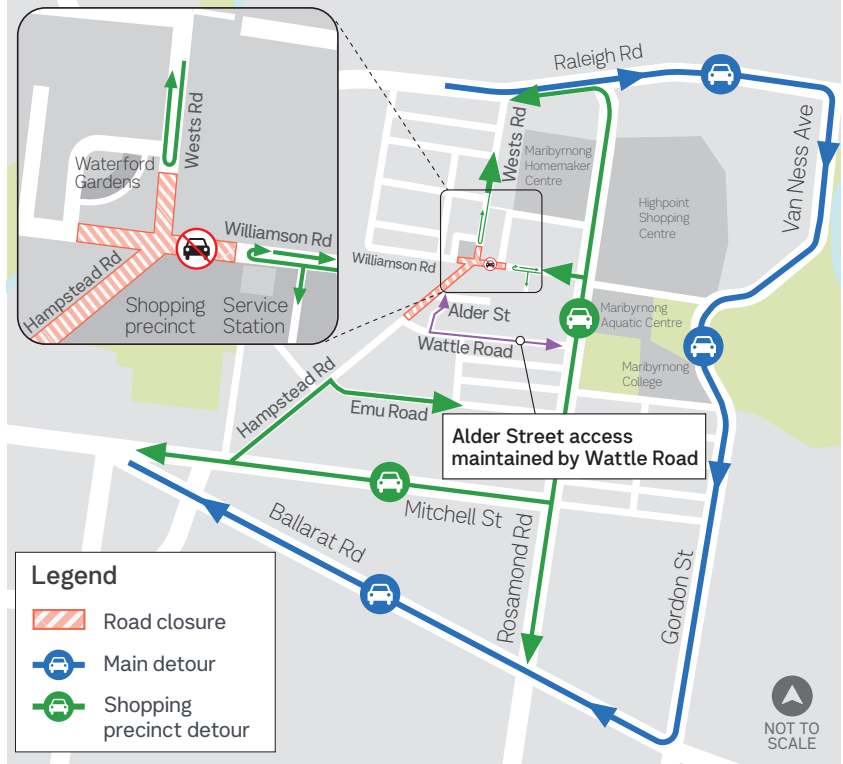 Wests Rd
Waterford
Gardens
Williamson Rd
Hampstead Rd
Shopping
precinct
Service
Station
Raleigh Rd
Van Ness Ave
Wests Rd
Maribyrnong
Homemaker
Centre
Highpoint
Shopping
Centre
Williamson Rd
Alder St
Wattle Road
Maribyrnong
Aquatic Centre
Maribyrnong
College
Hampstead Rd
Emu Road
Alder Street access
maintained by Wattle Road
Mitchell St
Ballarat Rd
Rosamond Rd
Gordon St
Legend
Road closure
Main detour
Shopping
precinct detour
NOT TO
SCALE